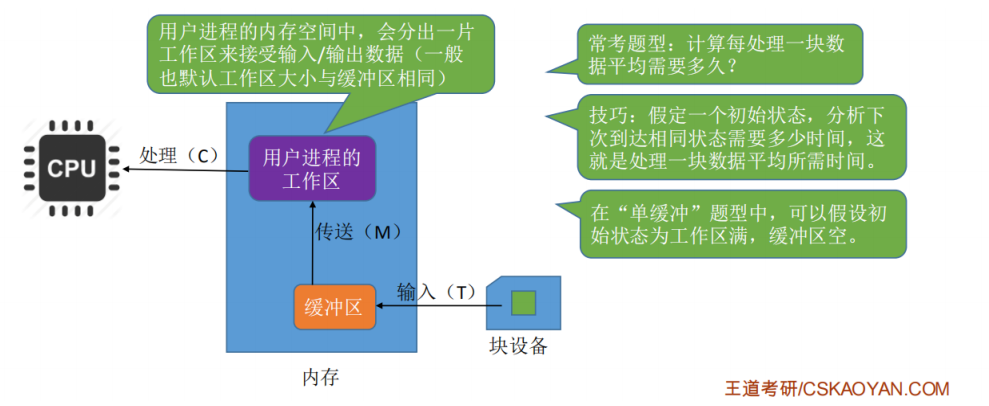 用户进程的内存空间中，会分出一片
工作区来接受输入/输出数据（一般
也默认工作区大小与缓冲区相同）
常考题型：计算每处理一块数
据平均需要多久？
技巧：假定一个初始状态，分析下
次到达相同状态需要多少时间，这
就是处理一块数据平均所需时间。
在“单缓冲”题型中，可以假设初
始状态为工作区满，缓冲区空。
CPU
处理（C）
用户进程的
工作区
传送（M）
缓冲区
输入（T）
块设备
内存
王道考研/CSKAOYAN.COM